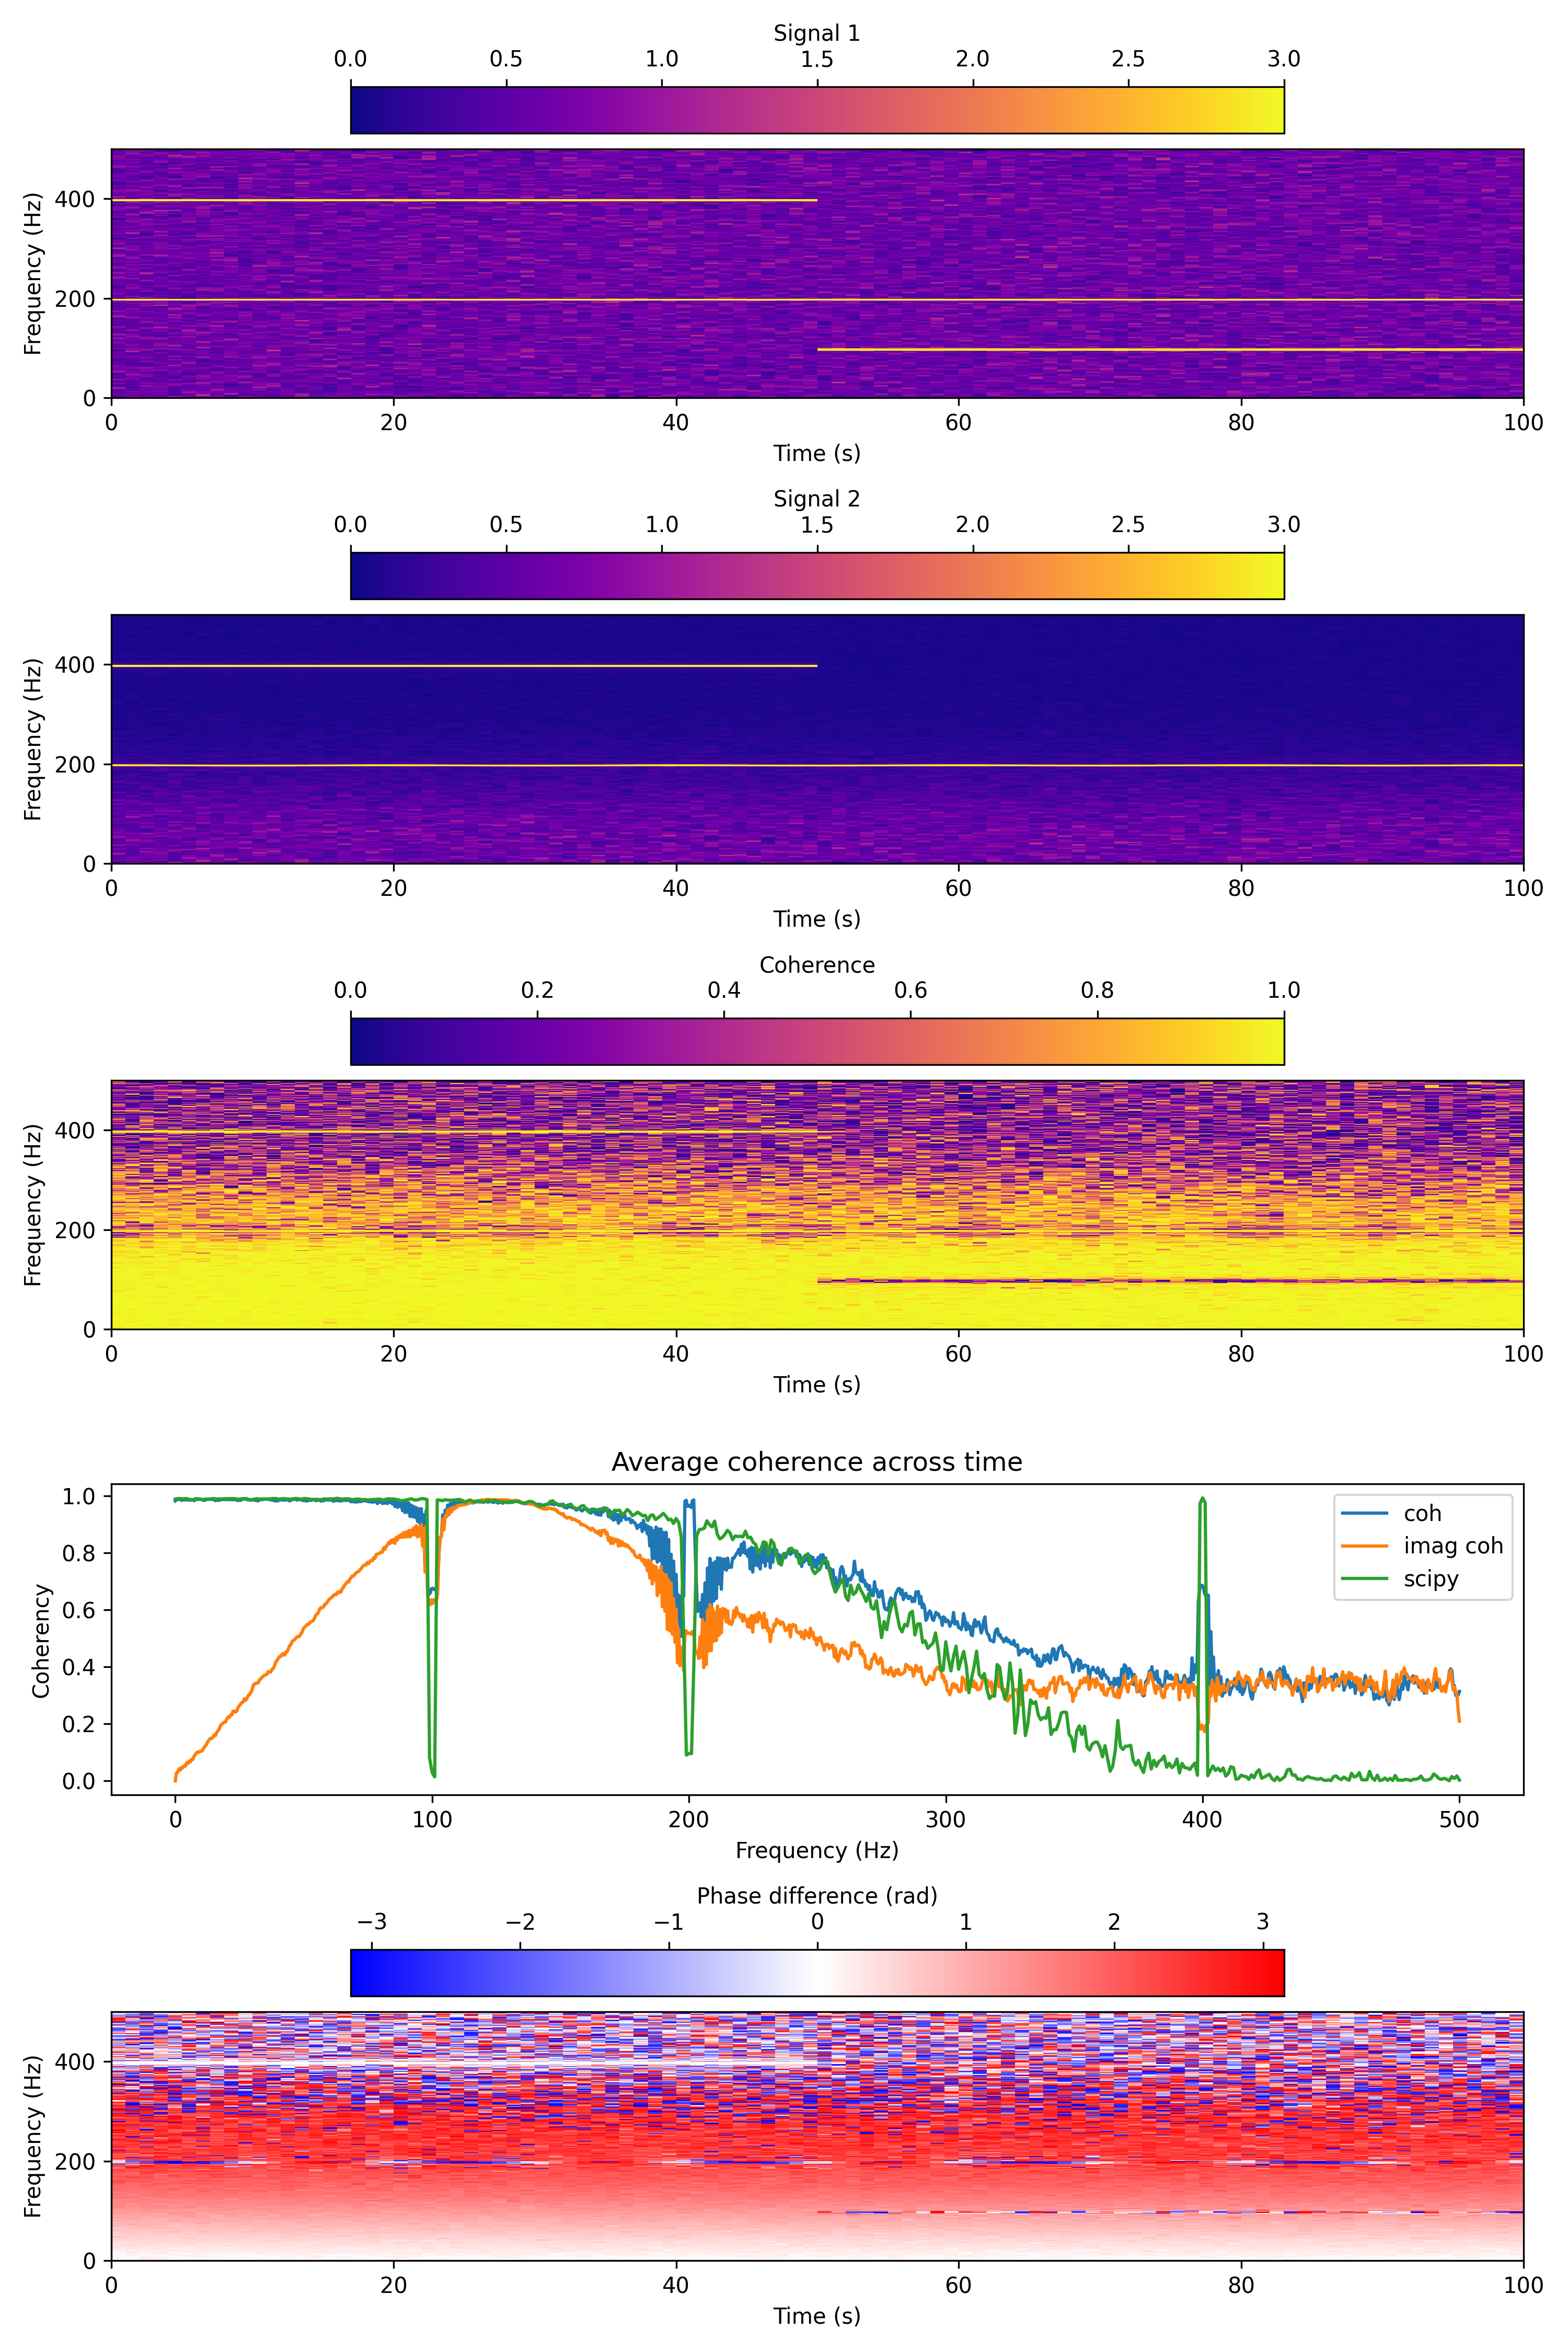 Signal 1
0.0 0.5 1.0 1.5 2.0 2.5 3.0
Frequency (Hz)
400
200
0
0 20 40 60 80 100
Time (s)
Signal 2
0.0 0.5 1.0 1.5 2.0 2.5 3.0
Frequency (Hz)
400
200
0
0 20 40 60 80 100
Time (s)
Coherence
0.0 0.2 0.4 0.6 0.8 1.0
Frequency (Hz)
400
200
0
0 20 40 60 80 100
Time (s)
Average coherence across time
Coherency
1.0
0.8
0.6
0.4
0.2
0.0
coh
imag coh
scipy
0 100 200 300 400 500
Frequency (Hz)
Phase difference (rad)
−3 −2 −1 0 1 2 3
Frequency (Hz)
400
200
0
0 20 40 60 80 100
Time (s)